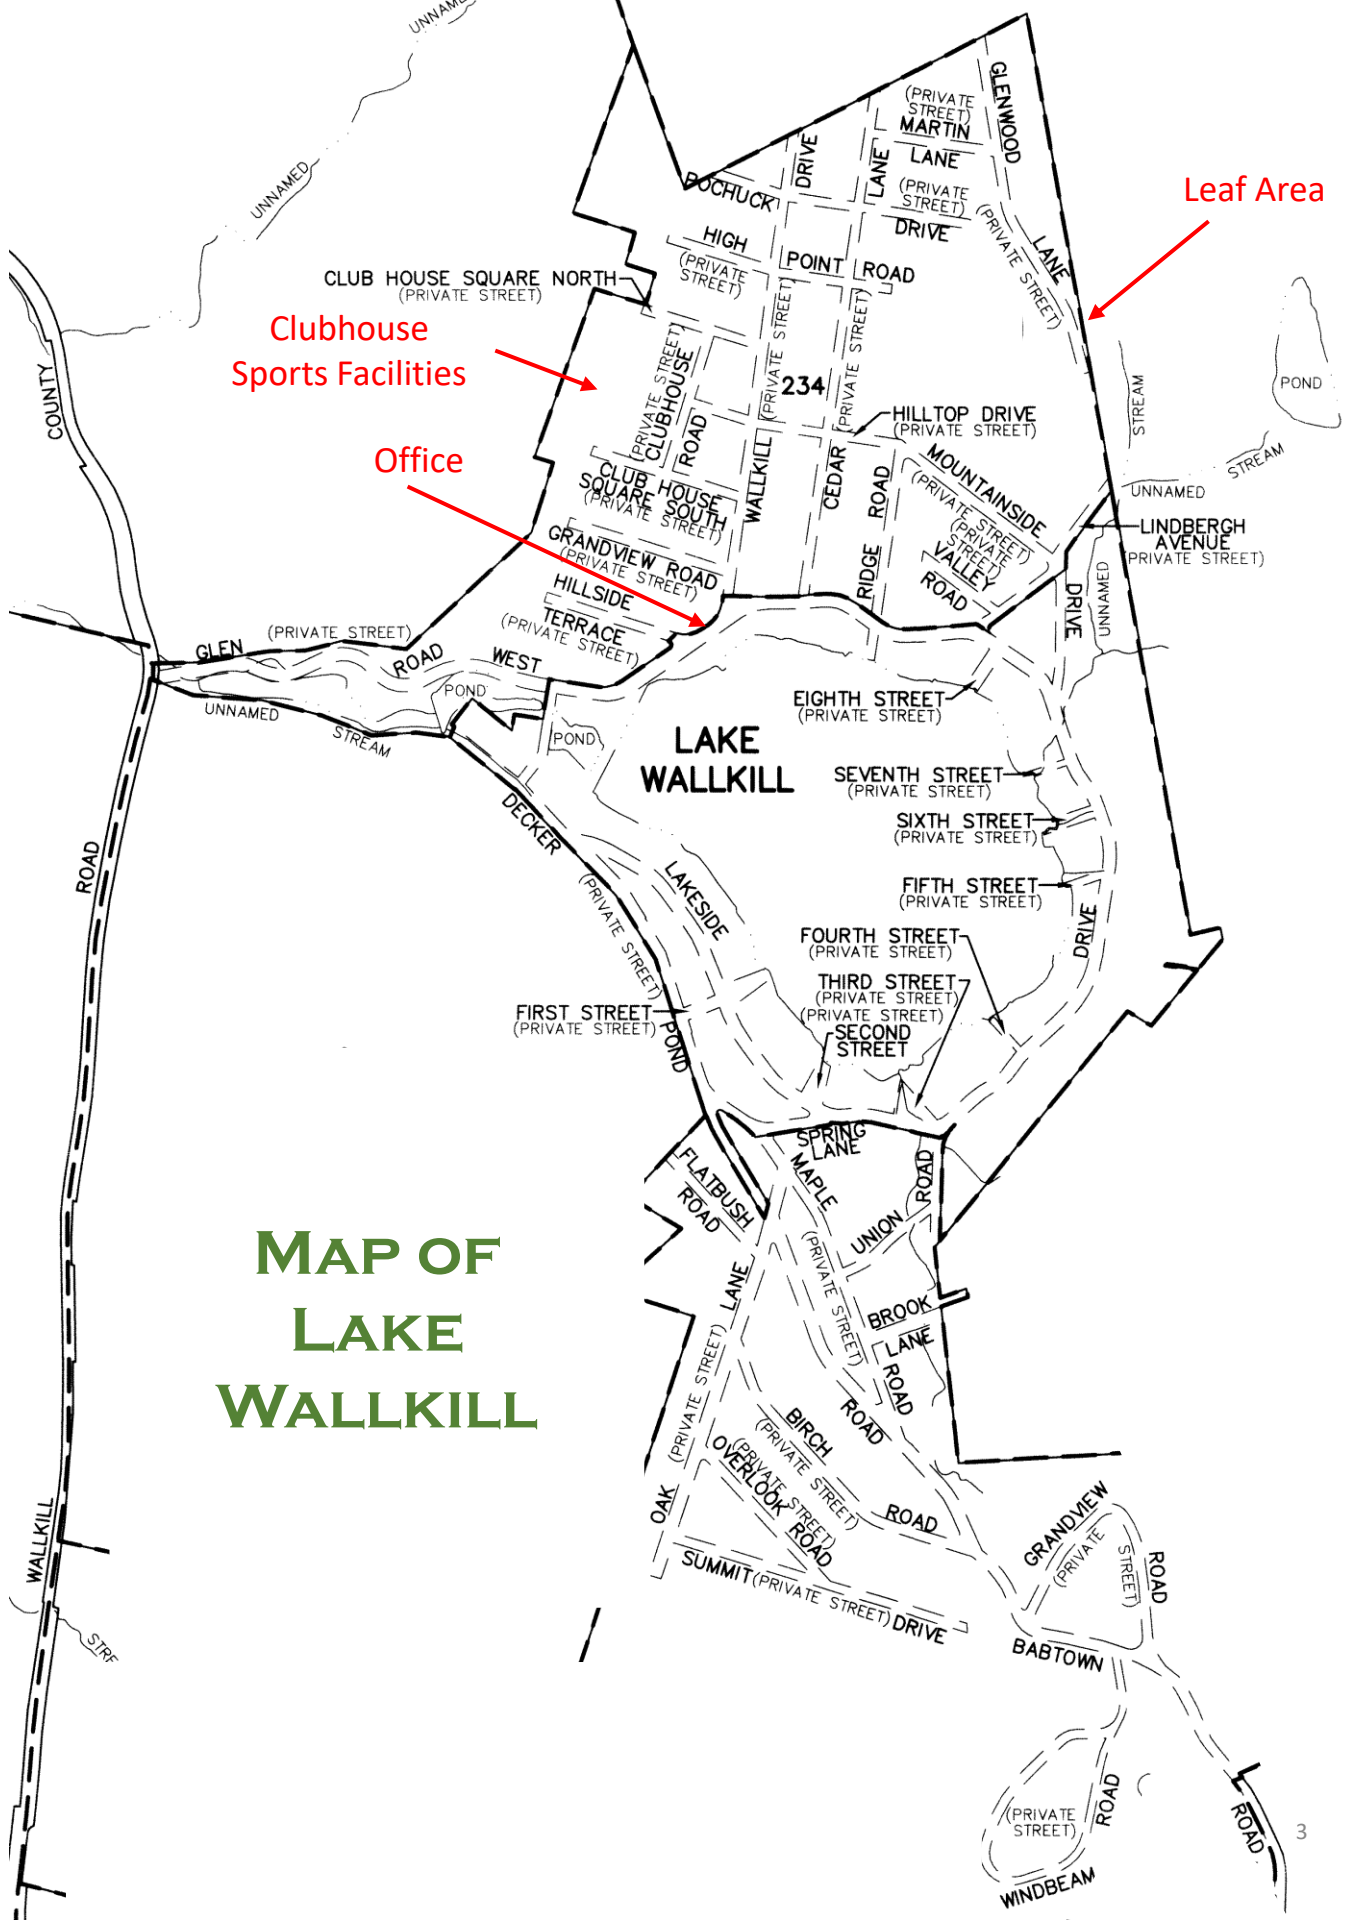 UNNAMED
UNNAMED
GLENWOOD
LANE
(PRIVATE STREET)
(PRIVATE
STREET)
MARTIN
LANE
DRIVE
LANE
(PRIVATE
STREET)
BOCHUCK
DRIVE
Leaf Area
HIGH
POINT
ROAD
(PRIVATE
STREET)
CLUB HOUSE SQUARE NORTH
(PRIVATE STREET)
Clubhouse
Sports Facilities
(PRIVATE STREET)
CLUBHOUSE
ROAD
(PRIVATE STREET)
WALLKILL
234
(PRIVATE STREET)
CEDAR
HILLTOP DRIVE
(PRIVATE STREET)
POND
STREAM
STREAM
UNNAMED
COUNTY
Office
MOUNTAINSIDE
(PRIVATE STREET)
CLUB HOUSE
SQUARE SOUTH
(PRIVATE STREET)
ROAD
RIDGE
(PRIVATE
STREET)
VALLEY
ROAD
LINDBERGH
AVENUE
(PRIVATE STREET)
GRANDVIEW ROAD
(PRIVATE STREET)
HILLSIDE
TERRACE
(PRIVATE STREET)
DRIVE
UNNAMED
GLEN
(PRIVATE STREET)
ROAD
WEST
POND
UNNAMED
STREAM
POND
EIGHTH STREET
(PRIVATE STREET)
LAKE
WALLKILL
SEVENTH STREET
(PRIVATE STREET)
SIXTH STREET
(PRIVATE STREET)
FIFTH STREET
(PRIVATE STREET)
DECKER
(PRIVATE STREET)
POND
LAKESIDE
DRIVE
ROAD
FOURTH STREET
(PRIVATE STREET)
THIRD STREET
(PRIVATE STREET)
(PRIVATE STREET)
SECOND
STREET
FIRST STREET
(PRIVATE STREET)
SPRING
LANE
FLATBUSH
ROAD
MAPLE
(PRIVATE STREET)
ROAD
UNION
ROAD
BROOK
LANE
MAP OF
LAKE
WALLKILL
LANE
(PRIVATE STREET)
OAK
ROAD
BIRCH
(PRIVATE STREET)
ROAD
(PRIVATE STREET)
OVERLOOK ROAD
SUMMIT (PRIVATE STREET) DRIVE
GRANDVIEW
ROAD
(PRIVATE
STREET)
WALLKILL
BABTOWN
ROAD
(PRIVATE
STREET)
ROAD
WINDBEAM
3